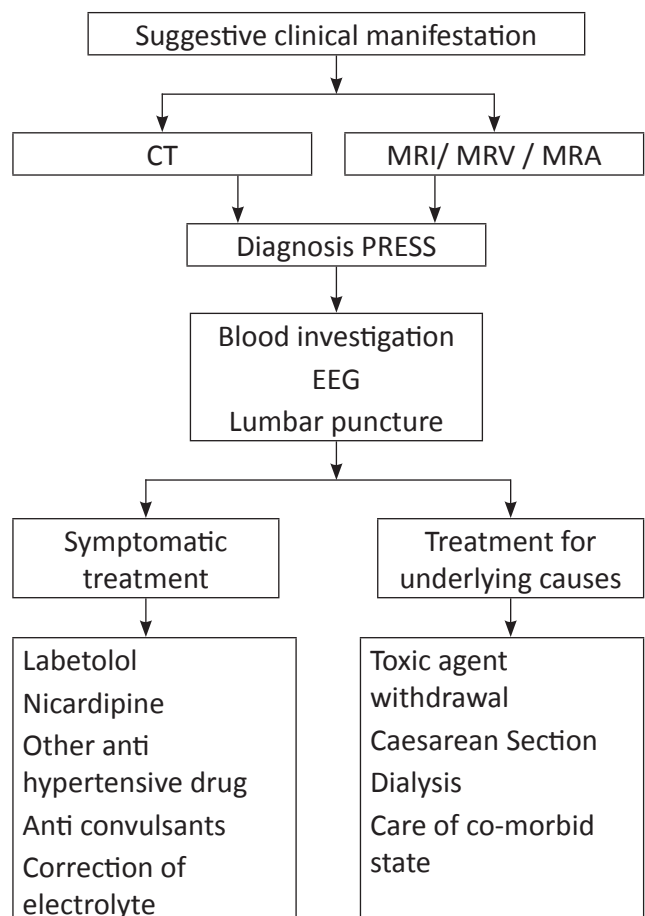 Suggestive clinical manifestation
CT
MRI/ MRV / MRA
Diagnosis PRESS
Blood investigation
EEG
Lumbar puncture
Symptomatic
treatment
Treatment for
underlying causes
Labetolol
Nicardipine
Other anti
hypertensive drug
Anti convulsants
Correction of
electrolyte
Toxic agent
withdrawal
Caesarean Section
Dialysis
Care of co-morbid
state